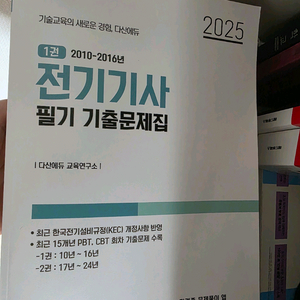 기술교육의 새로운 경험, 다산에듀
2025
1권 2010~2016년
전기기사
필기 기출문제집
| 다산에듀 교육연구소 |
• 최근 한국전기설비규정(KEC) 개정사항 반영
• 최근 15개년 PBT, CBT 회차 기출문제 수록
-1권 : 10년 ~ 16년
-2권 : 17년 ~ 24년